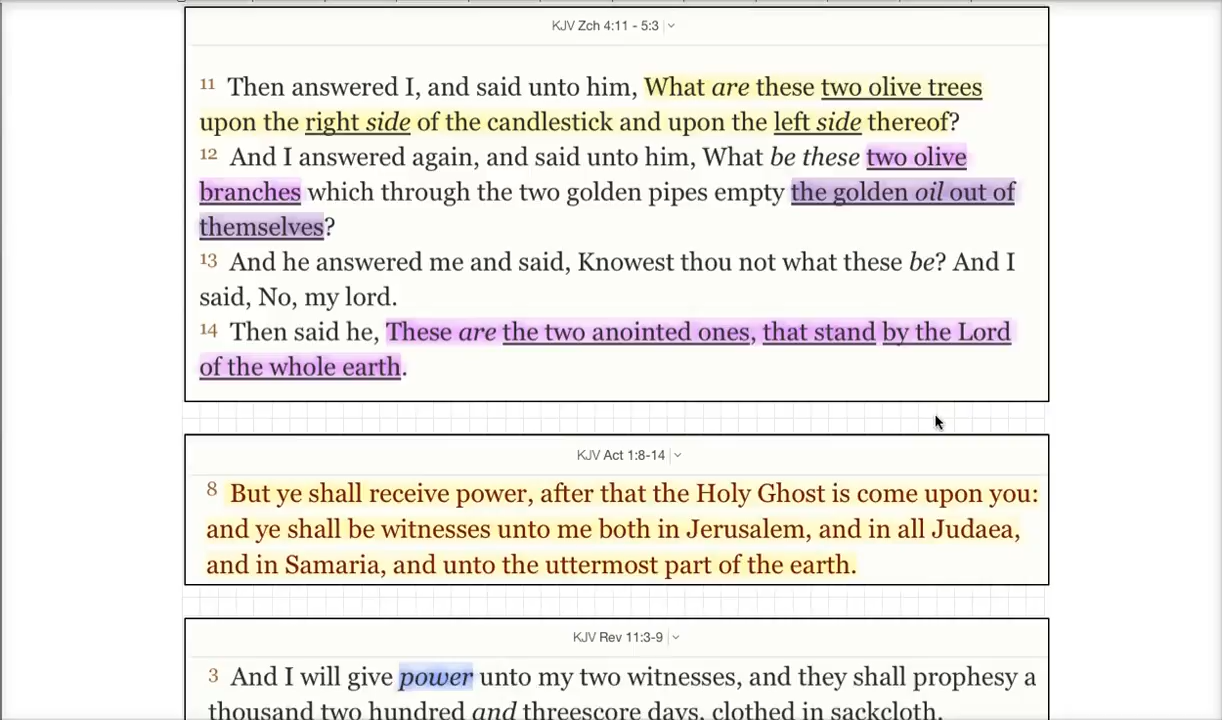 KJV Zch 4:11 - 5:3
11 Then answered I, and said unto him, What are these two olive trees
upon the right side of the candlestick and upon the left side thereof?
12 And I answered again, and said unto him, What be these two olive
branches which through the two golden pipes empty the golden oil out of
themselves?
13 And he answered me and said, Knowest thou not what these be? And I
said, No, my lord.
14 Then said he, These are the two anointed ones, that stand by the Lord
of the whole earth.
KJV Act 1:8-14
8 But ye shall receive power, after that the Holy Ghost is come upon you:
and ye shall be witnesses unto me both in Jerusalem, and in all Judaea,
and in Samaria, and unto the uttermost part of the earth.
KJV Rev 11:3-9
3 And I will give power unto my two witnesses, and they shall prophesy a
thousand two hundred and threescore days, clothed in sackcloth.